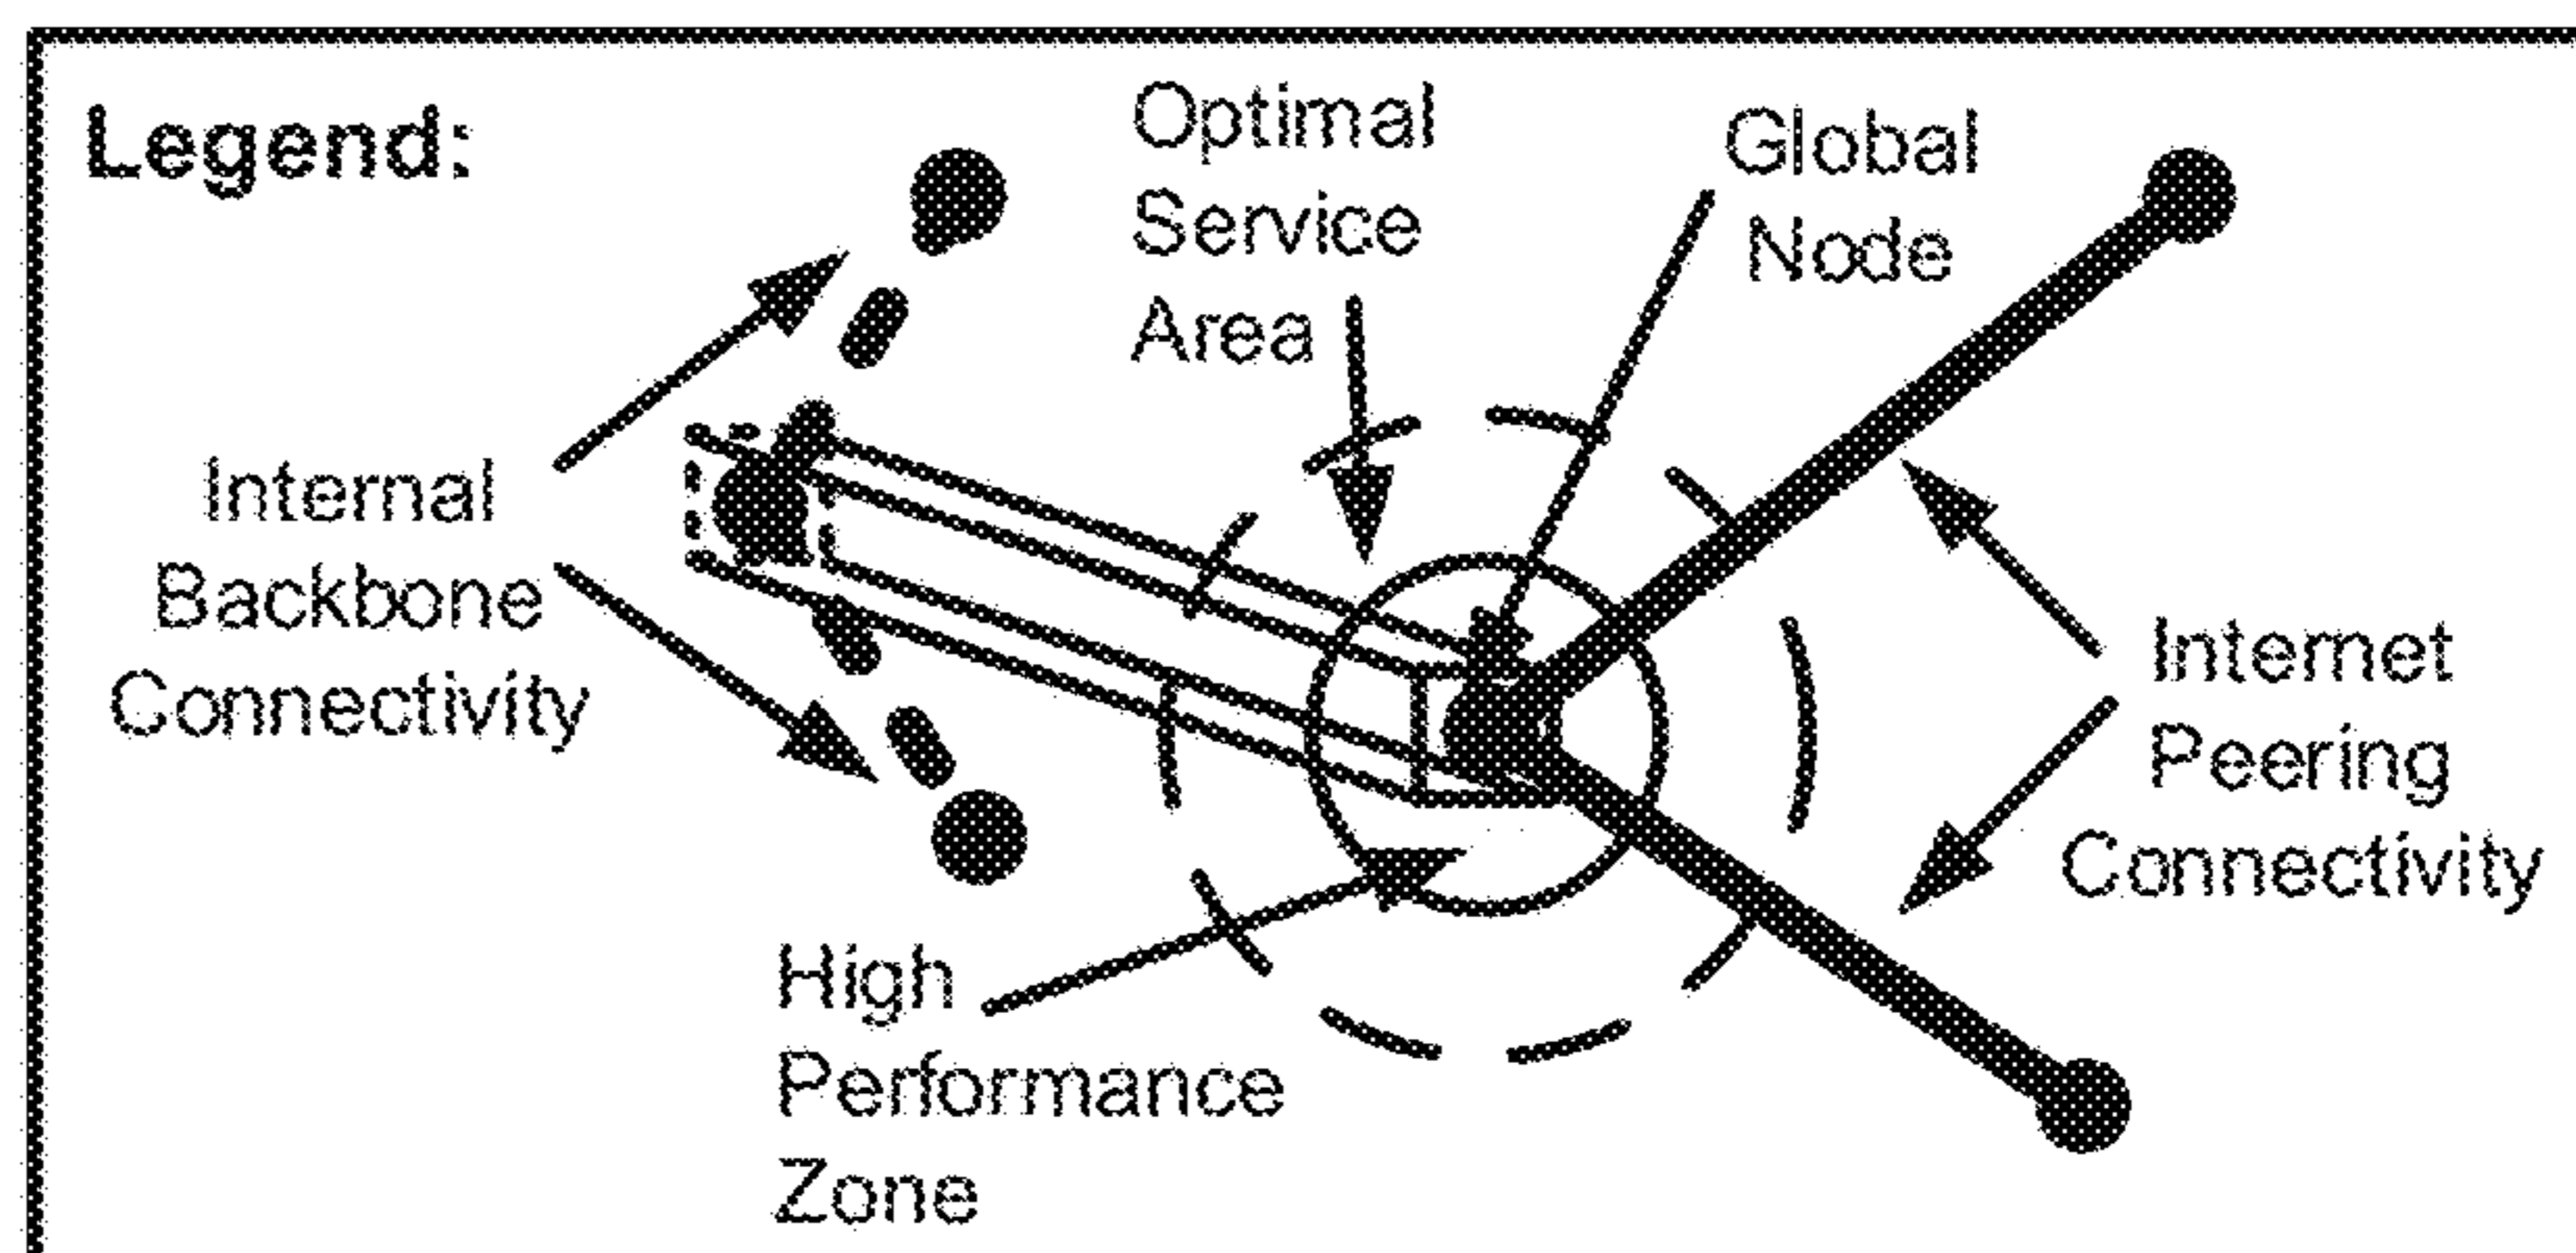 Legend:
Optimal
Service
Area
Global
Node
Internal
Backbone
Connectivity
Internet
Peering
Connectivity
High
Performance
Zone